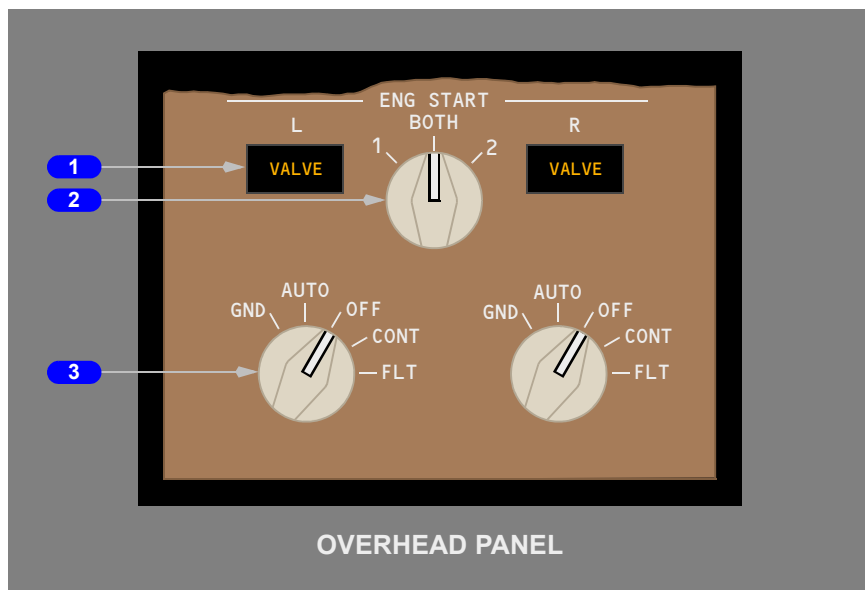 ENG START
L BOTH R
1 VALVE 1 2 VALVE
2
AUTO AUTO
GND OFF GND OFF
CONT CONT
3 FLT FLT
OVERHEAD PANEL